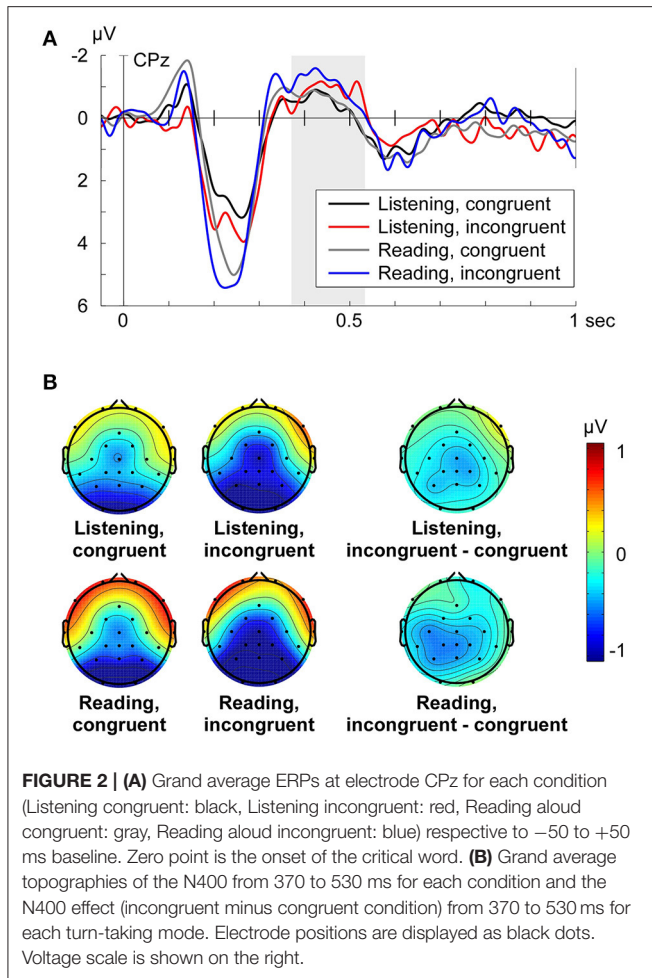 A
µV
-2
CPz
0
2
4
6
Listening, congruent
Listening, incongruent
Reading, congruent
Reading, incongruent
0
0.5
1 sec
B
µV
1
0
-1
Listening,
congruent
Listening,
incongruent
Listening,
incongruent - congruent
Reading,
congruent
Reading,
incongruent
Reading,
incongruent - congruent
FIGURE 2 | (A) Grand average ERPs at electrode CPz for each condition
(Listening congruent: black, Listening incongruent: red, Reading aloud
congruent: gray, Reading aloud incongruent: blue) respective to −50 to +50
ms baseline. Zero point is the onset of the critical word. (B) Grand average
topographies of the N400 from 370 to 530 ms for each condition and the
N400 effect (incongruent minus congruent condition) from 370 to 530 ms for
each turn-taking mode. Electrode positions are displayed as black dots.
Voltage scale is shown on the right.